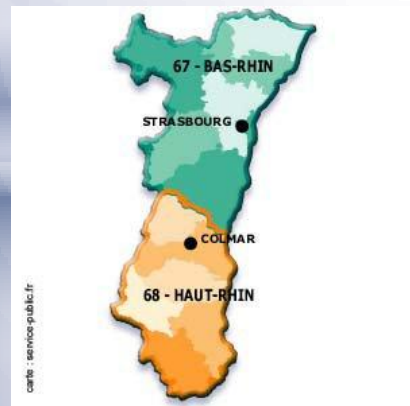 67 - BAS-RHIN
STRASBOURG
COLMAR
68 - HAUT-RHIN
carte : service-public.fr